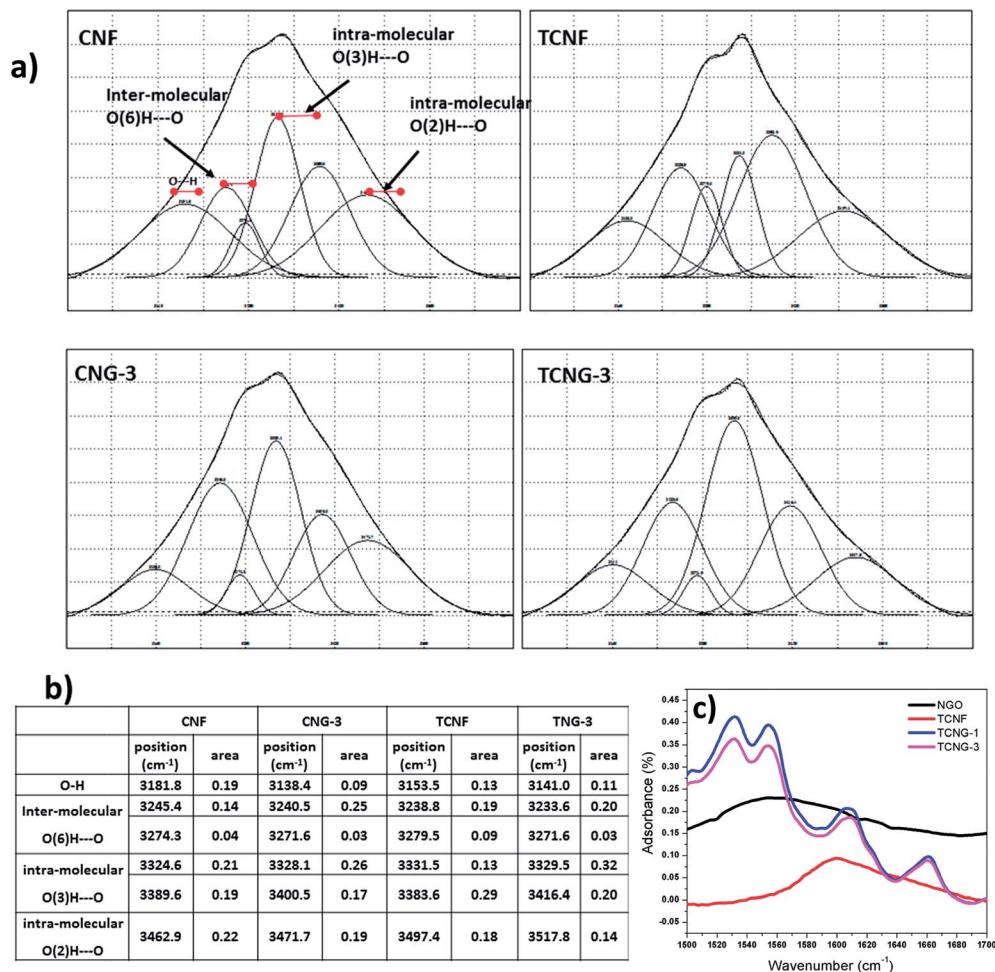 a)
CNF
intra-molecular
O(3)H---O
Inter-molecular
O(6)H---O
intra-molecular
O(2)H---O
O---H
TCNF
CNG-3
TCNG-3
b)
CNF CNG-3 TCNF TNG-3
position (cm⁻¹) area position (cm⁻¹) area position (cm⁻¹) area position (cm⁻¹) area
O-H 3181.8 0.19 3138.4 0.09 3153.5 0.13 3141.0 0.11
Inter-molecular 3245.4 0.14 3240.5 0.25 3238.8 0.19 3233.6 0.20
O(6)H---O 3274.3 0.04 3271.6 0.03 3279.5 0.09 3271.6 0.03
intra-molecular 3324.6 0.21 3328.1 0.26 3331.5 0.13 3329.5 0.32
O(3)H---O 3389.6 0.19 3400.5 0.17 3383.6 0.29 3416.4 0.20
intra-molecular
O(2)H---O 3462.9 0.22 3471.7 0.19 3497.4 0.18 3517.8 0.14
c)
NGO
TCNF
TCNG-1
TCNG-3
Adsorbance (%)
0.45
0.40
0.35
0.30
0.25
0.20
0.15
0.10
0.05
0.00
-0.05
1500 1520 1540 1560 1580 1600 1620 1640 1660 1680 1700
Wavenumber (cm⁻¹)